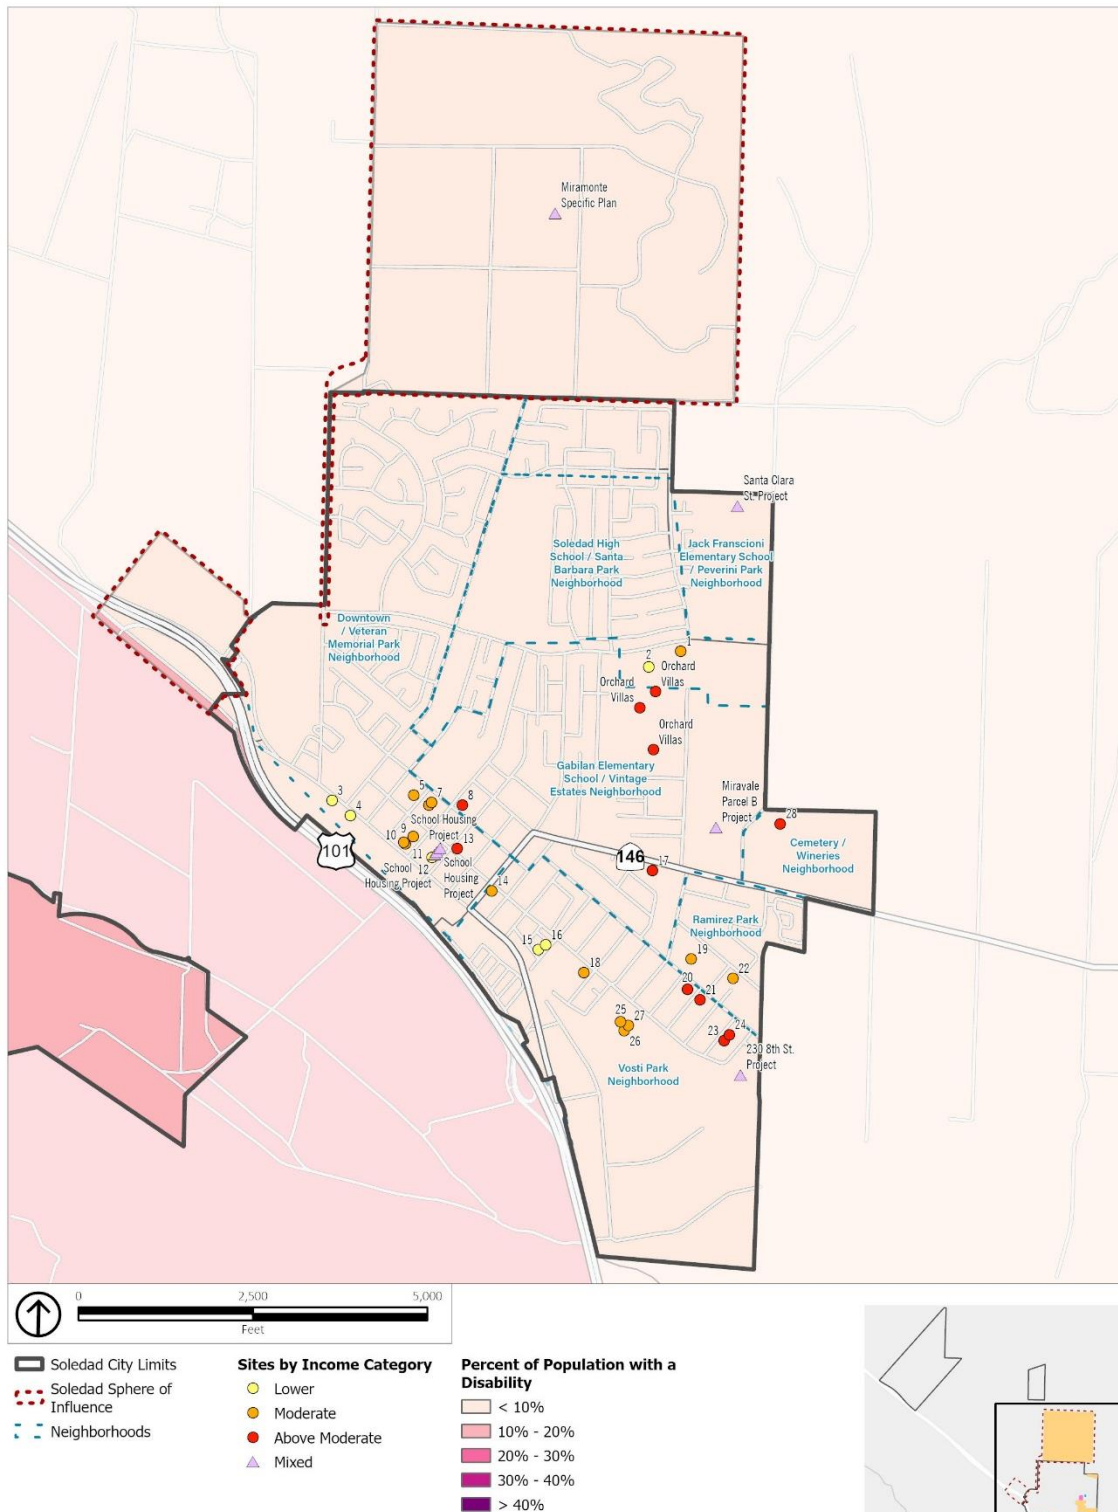 Miramonte
Specific Plan
Santa Clara
St. Project
Soledad High
School / Santa
Barbara Park
Neighborhood
Jack Franscioni
Elementary School
/ Peverini Park
Neighborhood
Downtown
/ Veteran
Memorial Park
Neighborhood
1
2
Orchard
Villas
Orchard
Villas
Orchard
Villas
Gabilan Elementary
School / Vintage
Estates Neighborhood
Miravale
Parcel B
Project
28
Cemetery /
Wineries
Neighborhood
3
4
5
7
8
School Housing
Project
9
10
11
12
13
School
Housing Project
School
Housing
Project
101
146
14
17
Ramirez Park
Neighborhood
15
16
18
19
20
21
22
23
24
25
26
27
230 8th St.
Project
Vosti Park
Neighborhood
0
2,500
5,000
Feet
Soledad City Limits
Soledad Sphere of
Influence
Neighborhoods
Sites by Income Category
Lower
Moderate
Above Moderate
Mixed
Percent of Population with a
Disability
< 10%
10% - 20%
20% - 30%
30% - 40%
> 40%